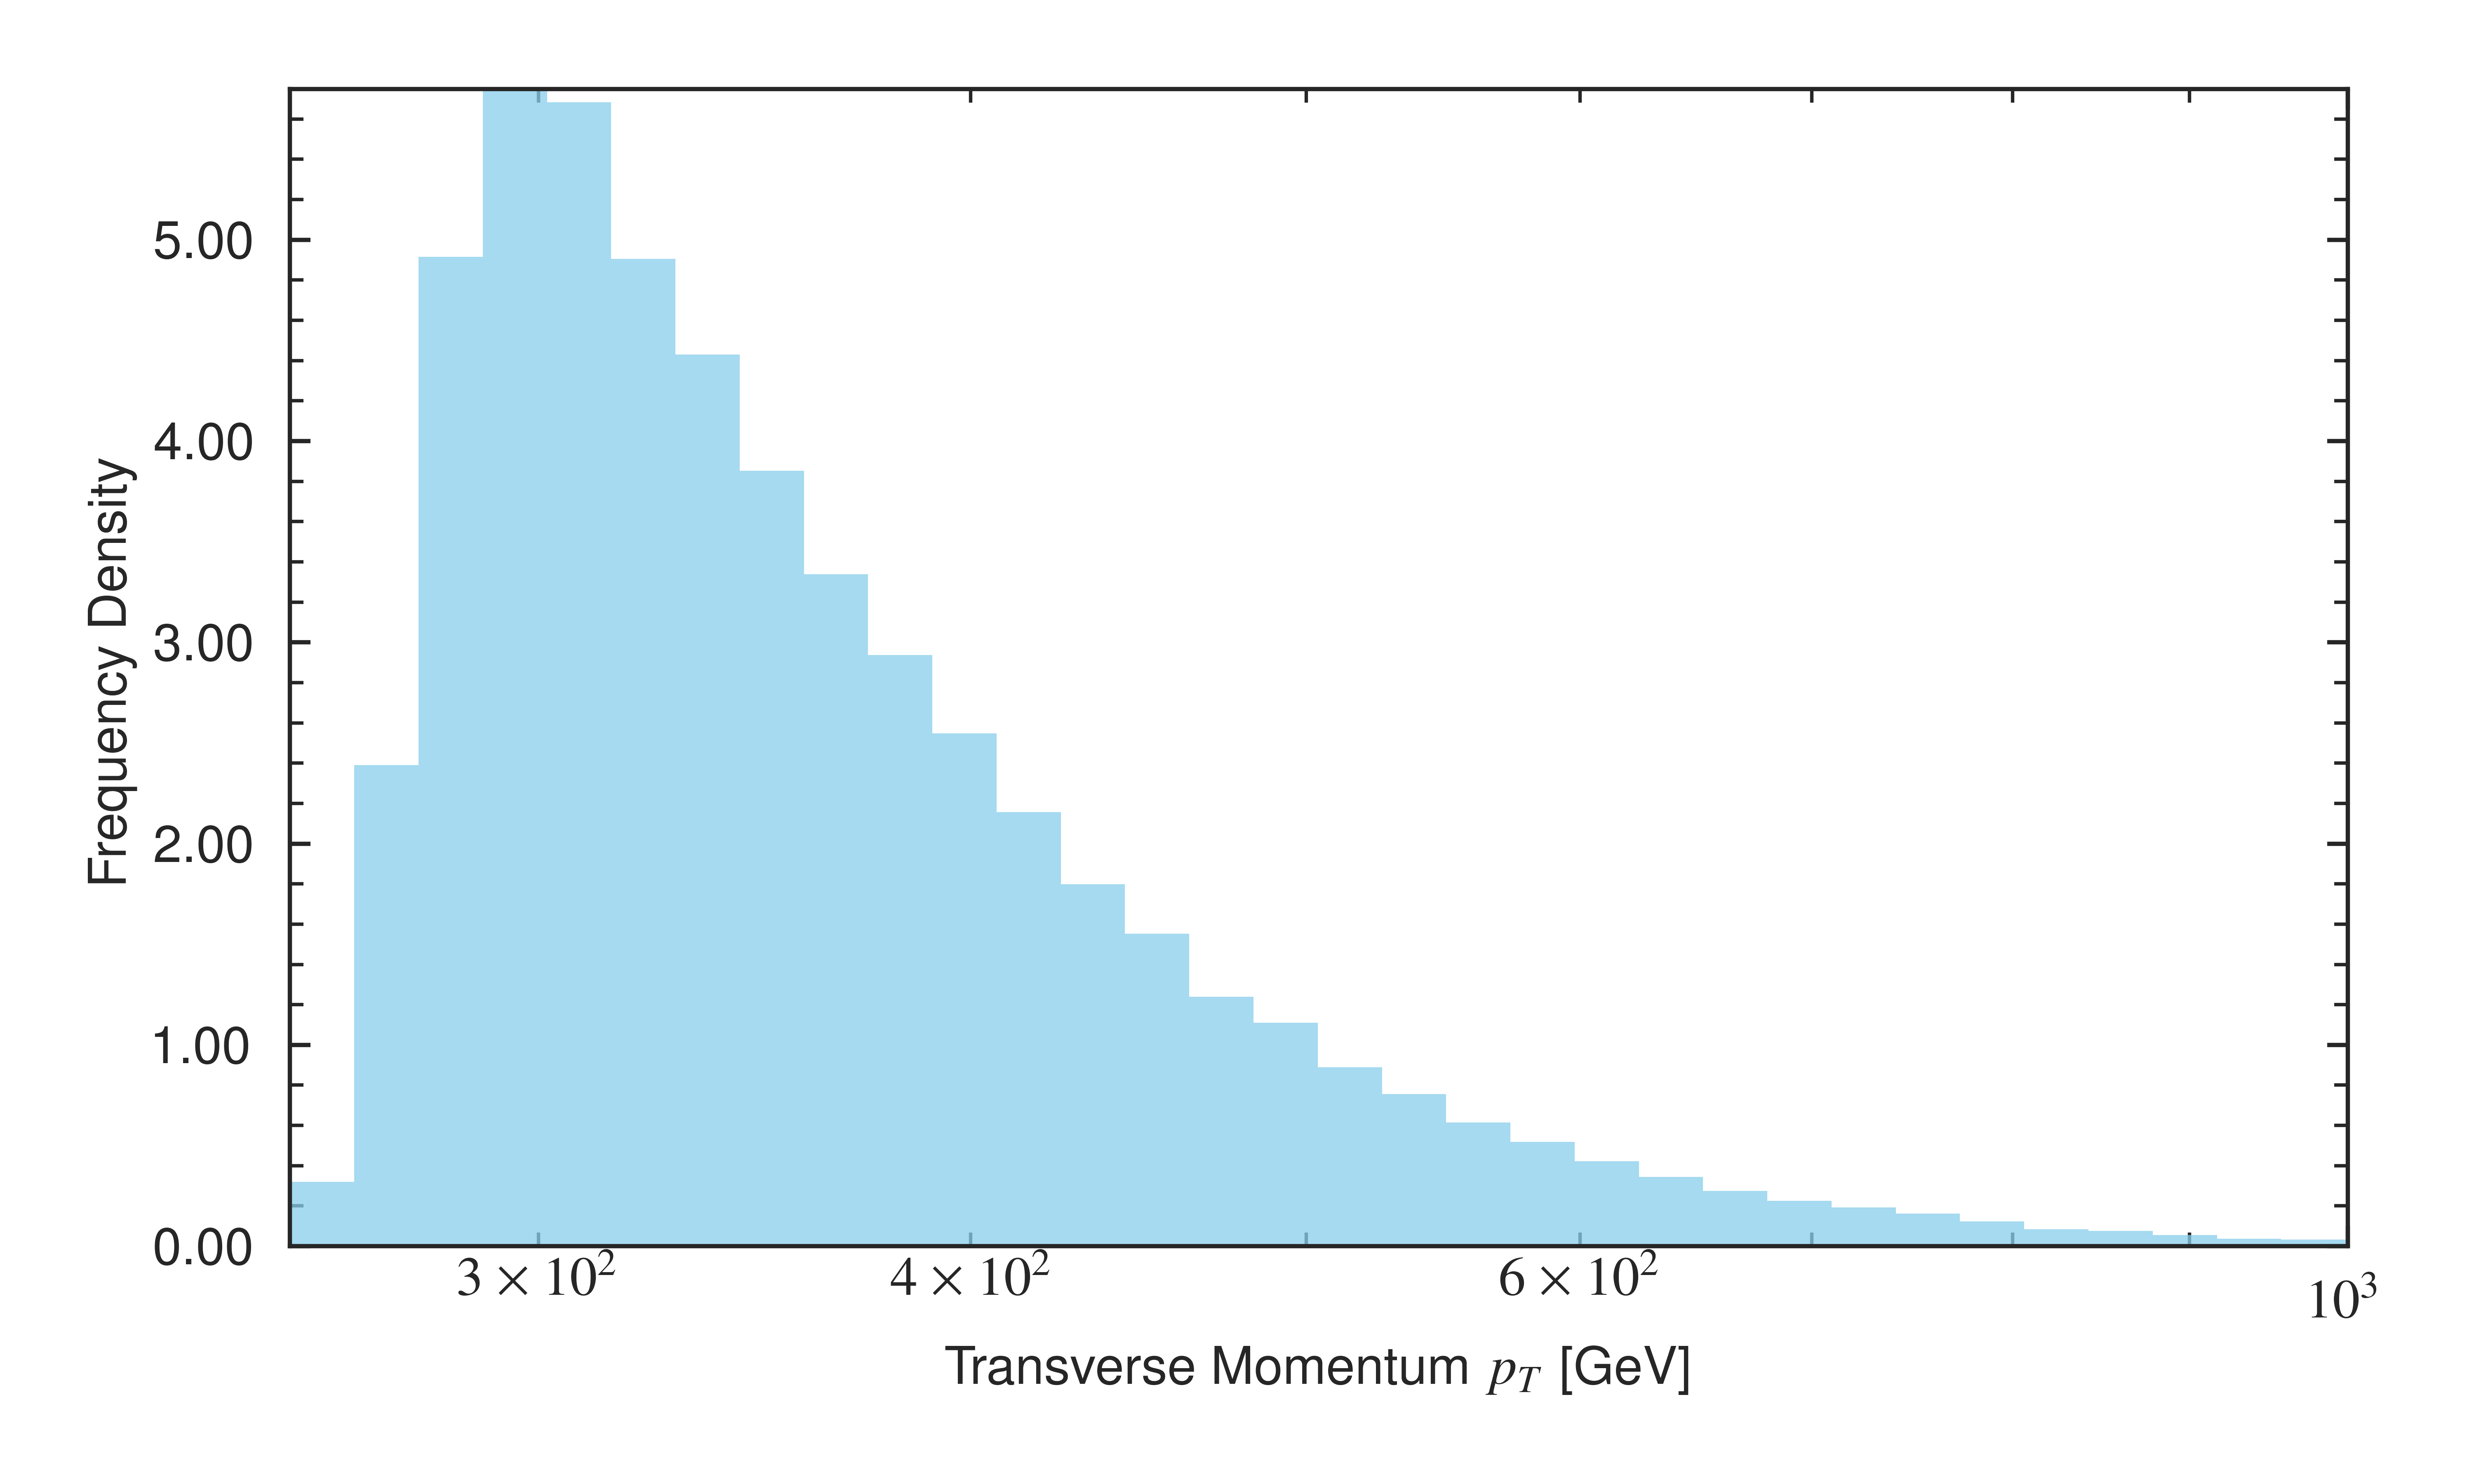 Frequency Density
5.00
4.00
3.00
2.00
1.00
0.00
3 × 10² 4 × 10² 6 × 10² 10³
Transverse Momentum p_T [GeV]